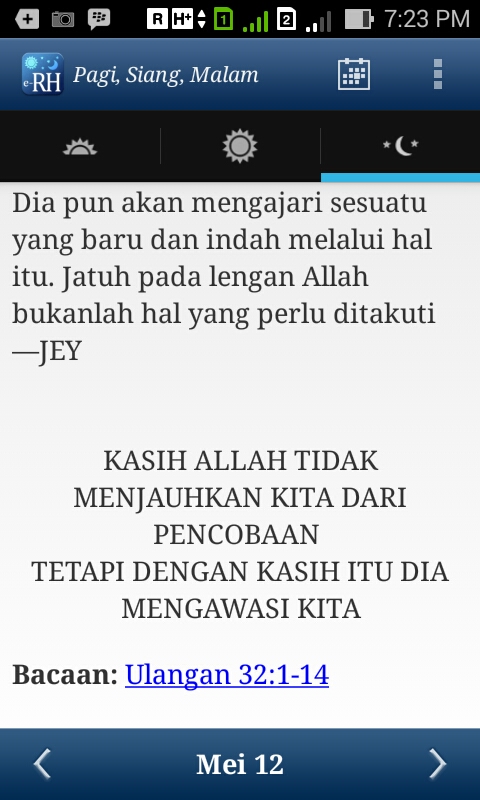 R H+ 1 2 7:23 PM
e-RH Pagi, Siang, Malam
Dia pun akan mengajari sesuatu
yang baru dan indah melalui hal
itu. Jatuh pada lengan Allah
bukanlah hal yang perlu ditakuti
—JEY
KASIH ALLAH TIDAK
MENJAUHKAN KITA DARI
PENCOBAAN
TETAPI DENGAN KASIH ITU DIA
MENGAWASI KITA
Bacaan: Ulangan 32:1-14
Mei 12